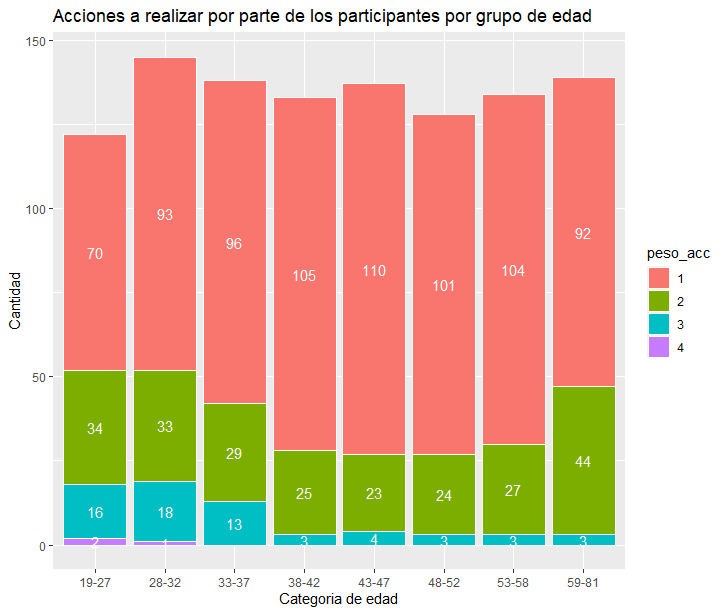 Acciones a realizar por parte de los participantes por grupo de edad
150
100
50
0
Cantidad
70 93 96 105 110 101 104 92
34 33 29 25 23 24 27 44
16 18 13 3 4 3 3 3
2 1
19-27 28-32 33-37 38-42 43-47 48-52 53-58 59-81
Categoria de edad
peso_acc
1
2
3
4